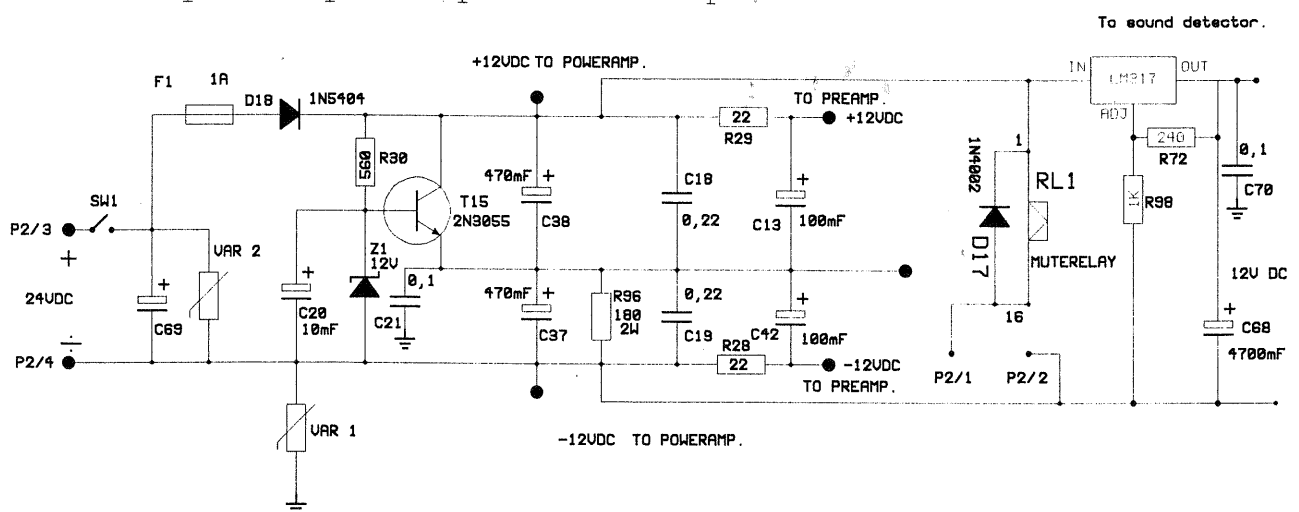 To sound detector.
+12VDC TO POWERAMP.
IN
LM317
OUT
F1
1A
D18
1N5404
TO PREAMP.
+12VDC
ADJ
22
R29
240
R72
0,1
C70
560
R30
1N4002
1
RL1
1K
R98
470mF
+
C38
C18
0,22
+
C13
100mF
T15
2N3055
SW1
P2/3
+
VAR 2
Z1
12V
D17
MUTERELAY
24VDC
+
C69
+
C20
10mF
0,1
C21
470mF
+
C37
R96
180
2W
0,22
C19
+
C42
100mF
12V DC
16
+
C68
4700mF
R28
22
÷
P2/4
-12VDC
TO PREAMP.
P2/1
P2/2
VAR 1
-12VDC TO POWERAMP.